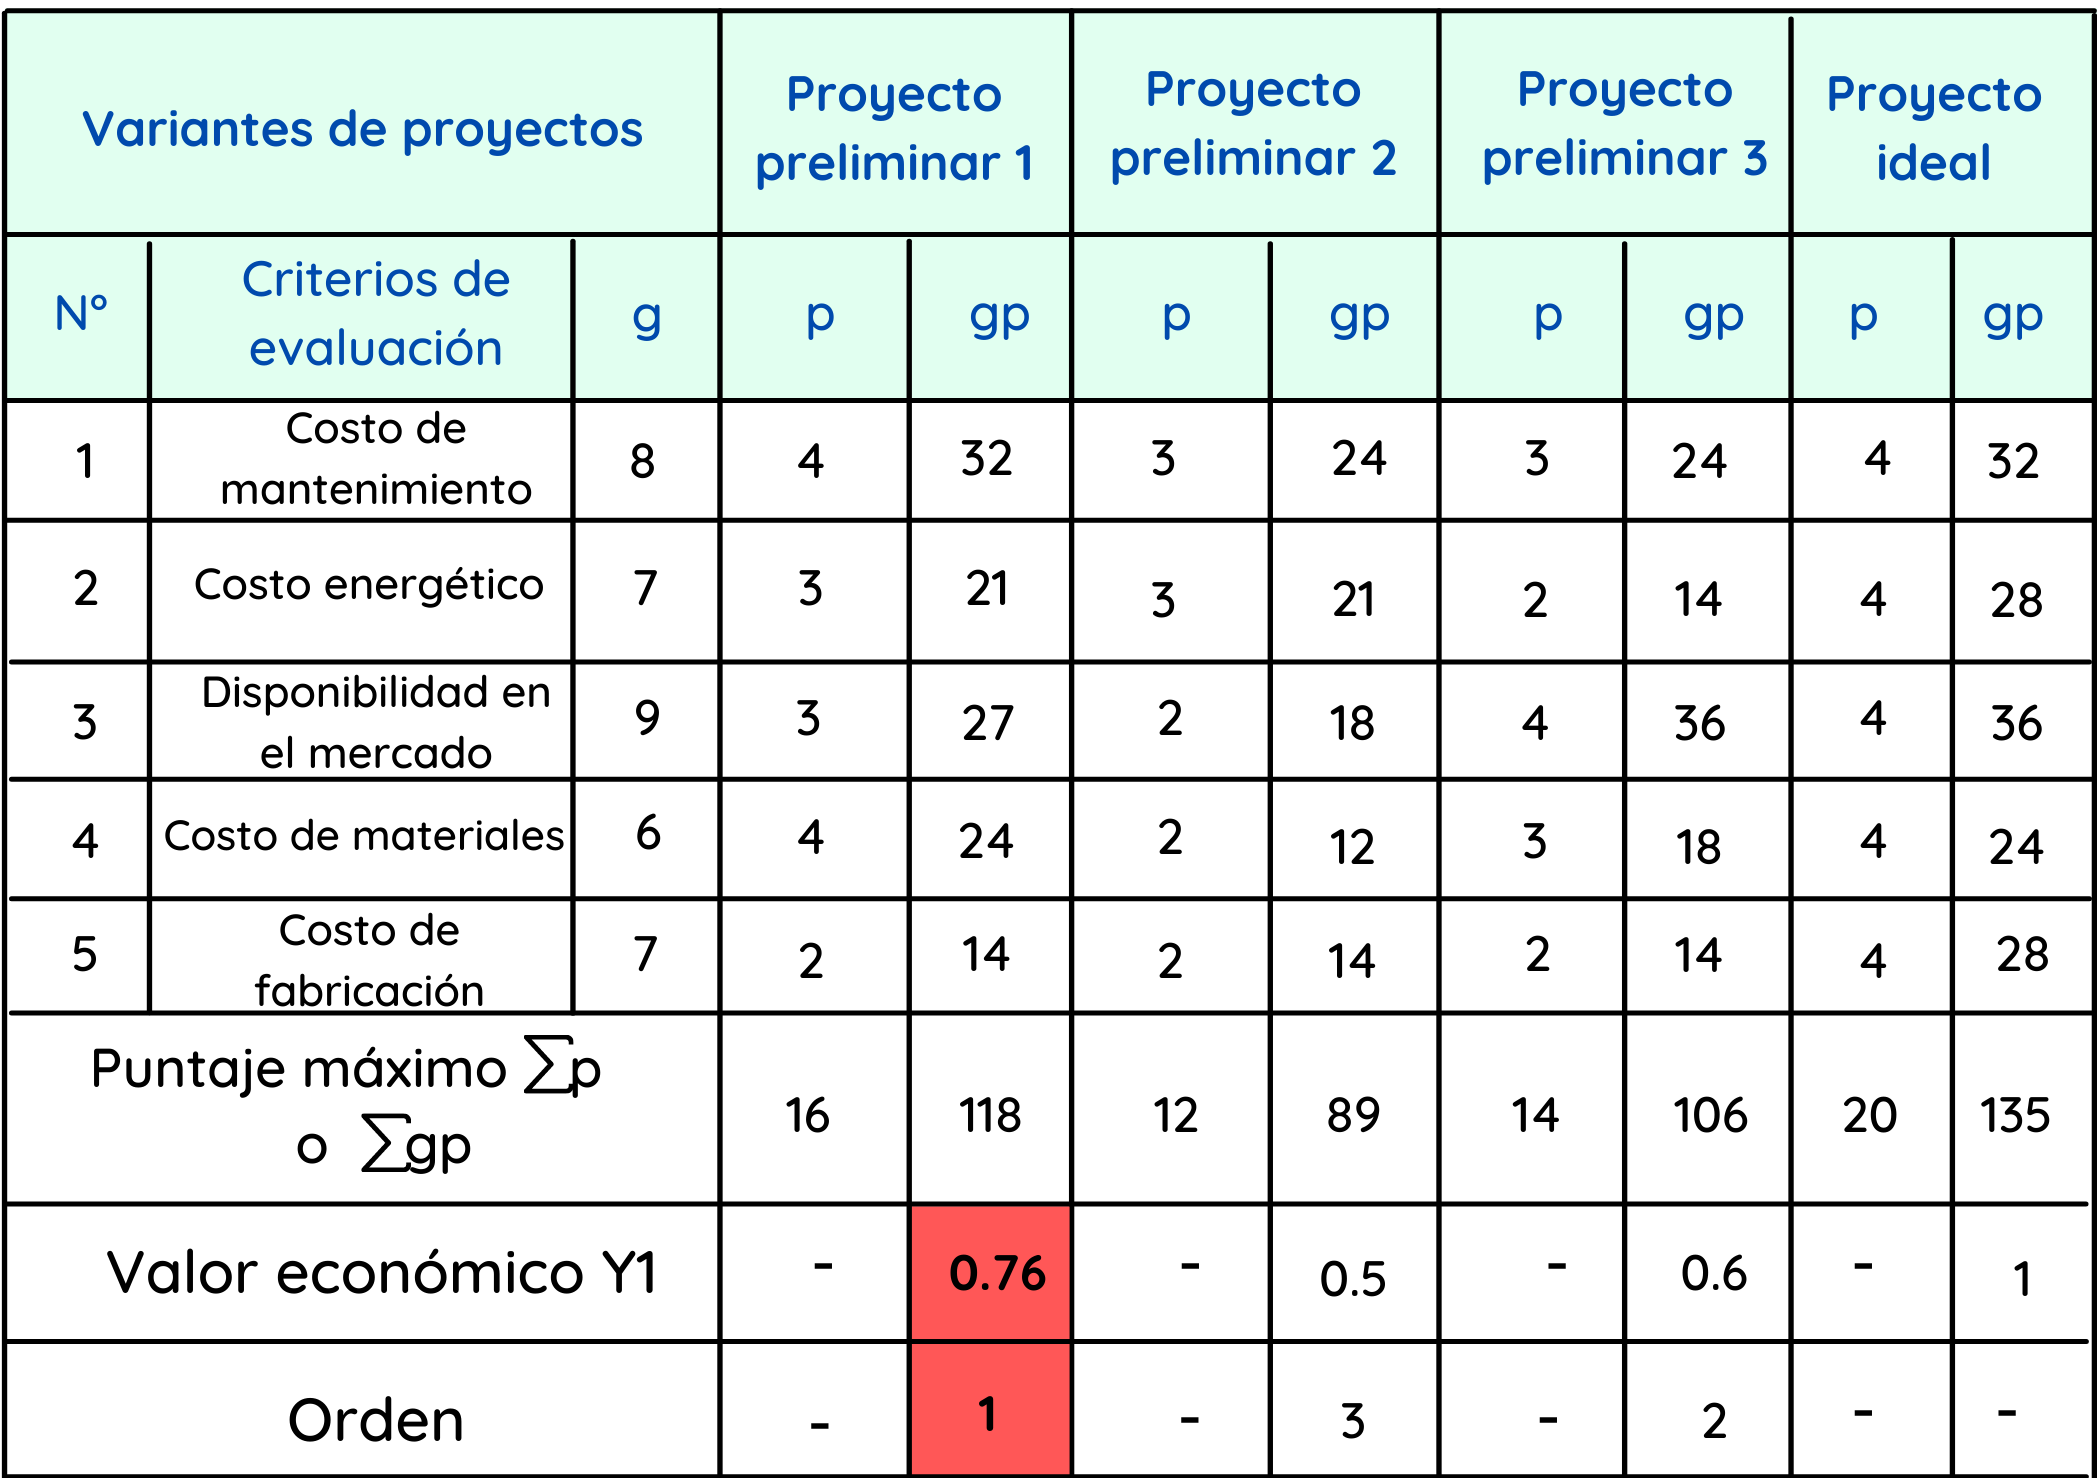 Variantes de proyectos
Proyecto
preliminar 1
Proyecto
preliminar 2
Proyecto
preliminar 3
Proyecto
ideal
N°
Criterios de
evaluación
g
p
gp
p
gp
p
gp
p
gp
1
Costo de
mantenimiento
8
4
32
3
24
3
24
4
32
2
Costo energético
7
3
21
3
21
2
14
4
28
3
Disponibilidad en
el mercado
9
3
27
2
18
4
36
4
36
4
Costo de materiales
6
4
24
2
12
3
18
4
24
5
Costo de
fabricación
7
2
14
2
14
2
14
4
28
Puntaje máximo ∑p
o ∑gp
16
118
12
89
14
106
20
135
Valor económico Y1
-
0.76
-
0.5
-
0.6
-
1
Orden
-
1
-
3
-
2
-
-